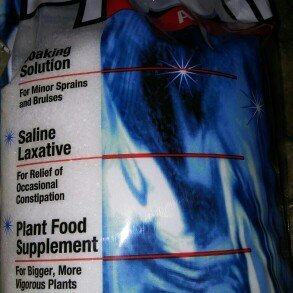 Soaking
Solution
For Minor Sprains
and Bruises
Saline
Laxative
For Relief of
Occasional
Constipation
Plant Food
Supplement
For Bigger, More
Vigorous Plants